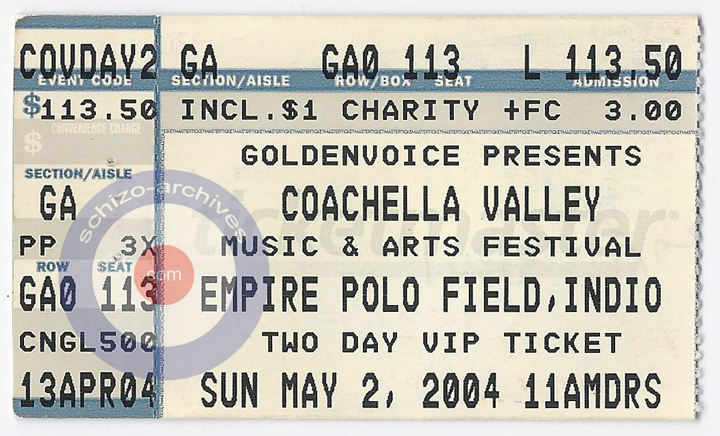 COVDAY2 GA GA0 113 L 113.50
EVENT CODE SECTION/AISLE ROW/BOX SEAT ADMISSION
$113.50 INCL.$1 CHARITY +FC 3.00
$ CONVENIENCE CHARGE
GOLDENVOICE PRESENTS
SECTION/AISLE
GA
COACHELLA VALLEY
ticketmaster®
PP 3X
MUSIC & ARTS FESTIVAL
ROW SEAT
GA0 113
EMPIRE POLO FIELD,INDIO
CNGL500
TWO DAY VIP TICKET
13APR04
SUN MAY 2, 2004 11AMDRS
schizo-archives
.com